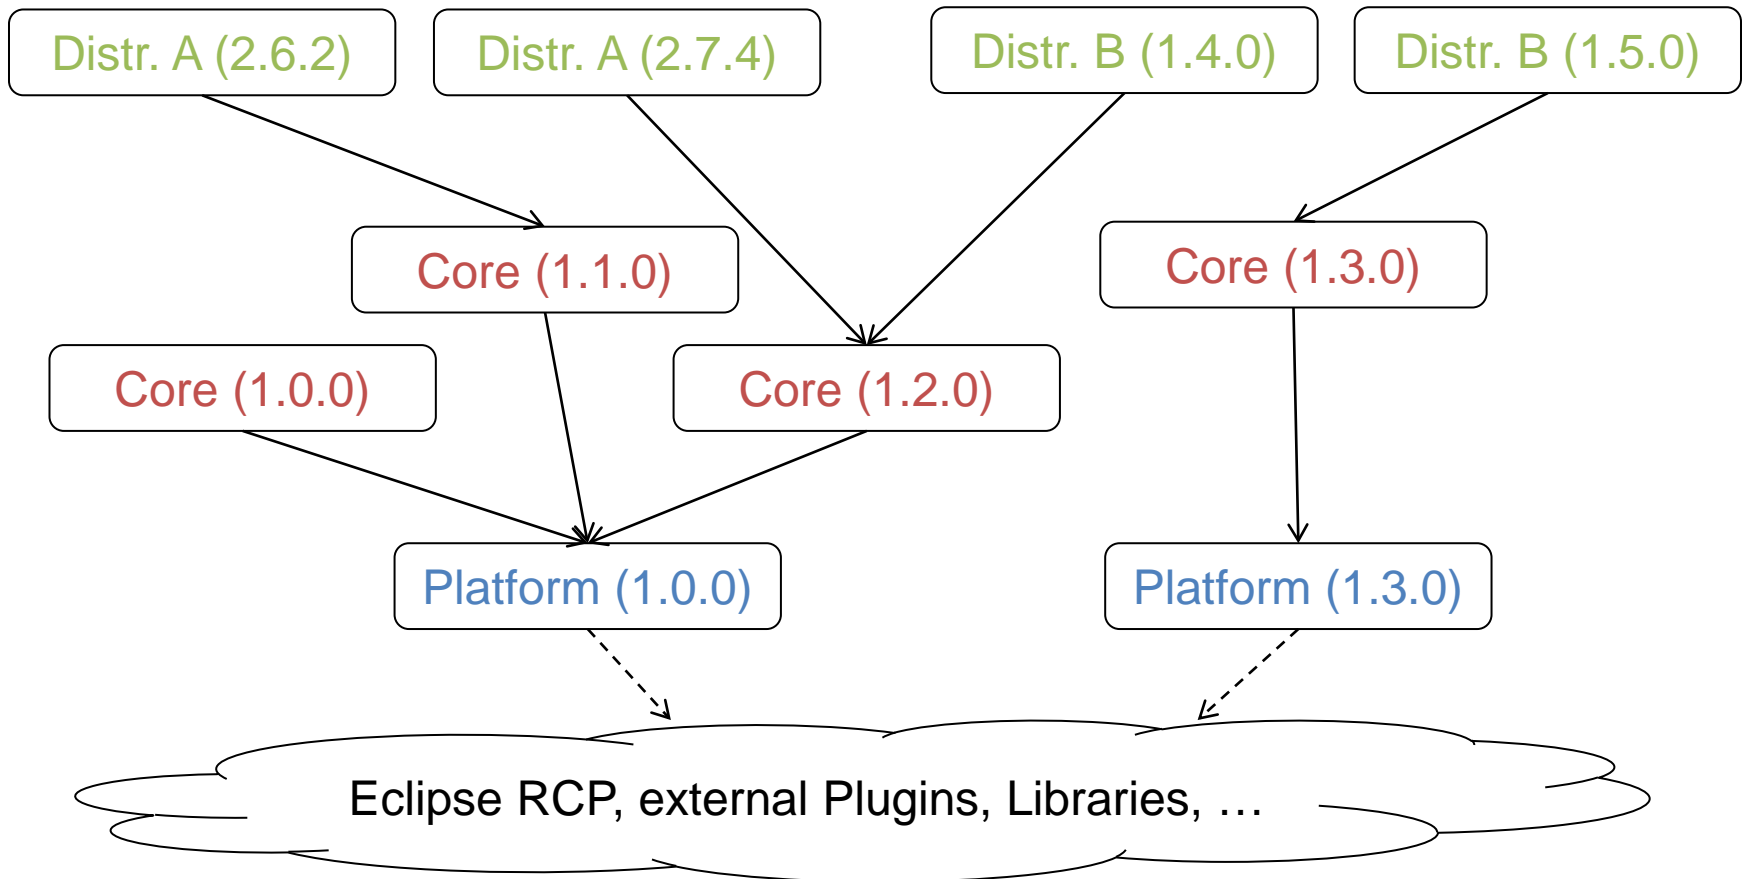 Distr. A (2.6.2)
Distr. A (2.7.4)
Distr. B (1.4.0)
Distr. B (1.5.0)
Core (1.1.0)
Core (1.3.0)
Core (1.0.0)
Core (1.2.0)
Platform (1.0.0)
Platform (1.3.0)
Eclipse RCP, external Plugins, Libraries, …